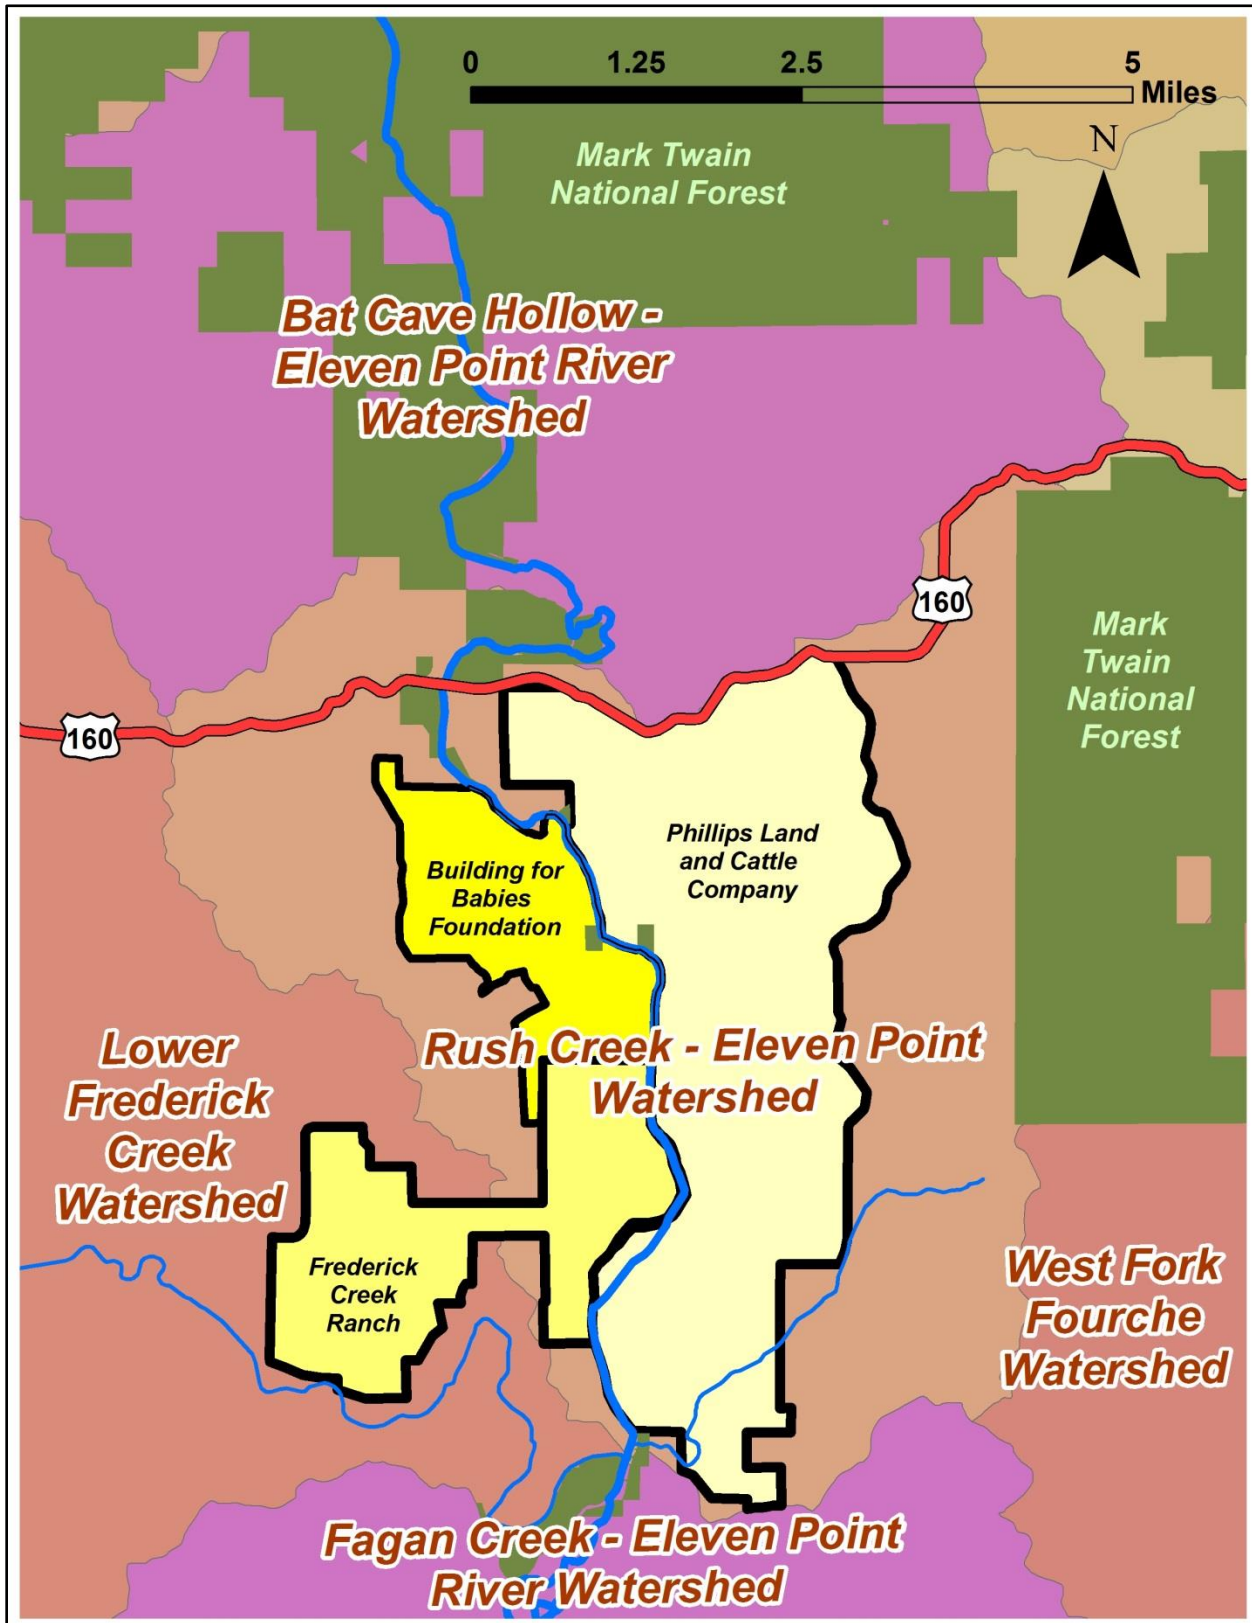 0 1.25 2.5 5
Miles
N
Mark Twain
National Forest
Bat Cave Hollow -
Eleven Point River
Watershed
160
Mark
Twain
National
Forest
160
Phillips Land
and Cattle
Company
Building for
Babies
Foundation
Rush Creek - Eleven Point
Watershed
Lower
Frederick
Creek
Watershed
Frederick
Creek
Ranch
West Fork
Fourche
Watershed
Fagan Creek - Eleven Point
River Watershed